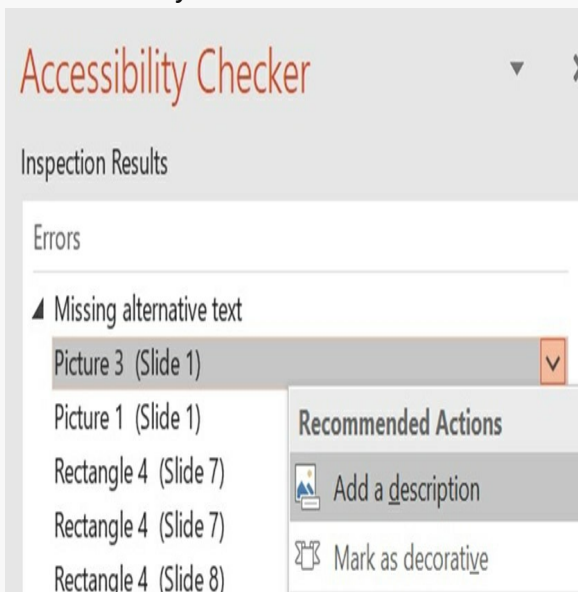 Accessibility Checker
Inspection Results
Errors
Missing alternative text
Picture 3 (Slide 1)
Picture 1 (Slide 1)
Recommended Actions
Rectangle 4 (Slide 7)
Add a description
Rectangle 4 (Slide 7)
Mark as decorative
Rectangle 4 (Slide 8)